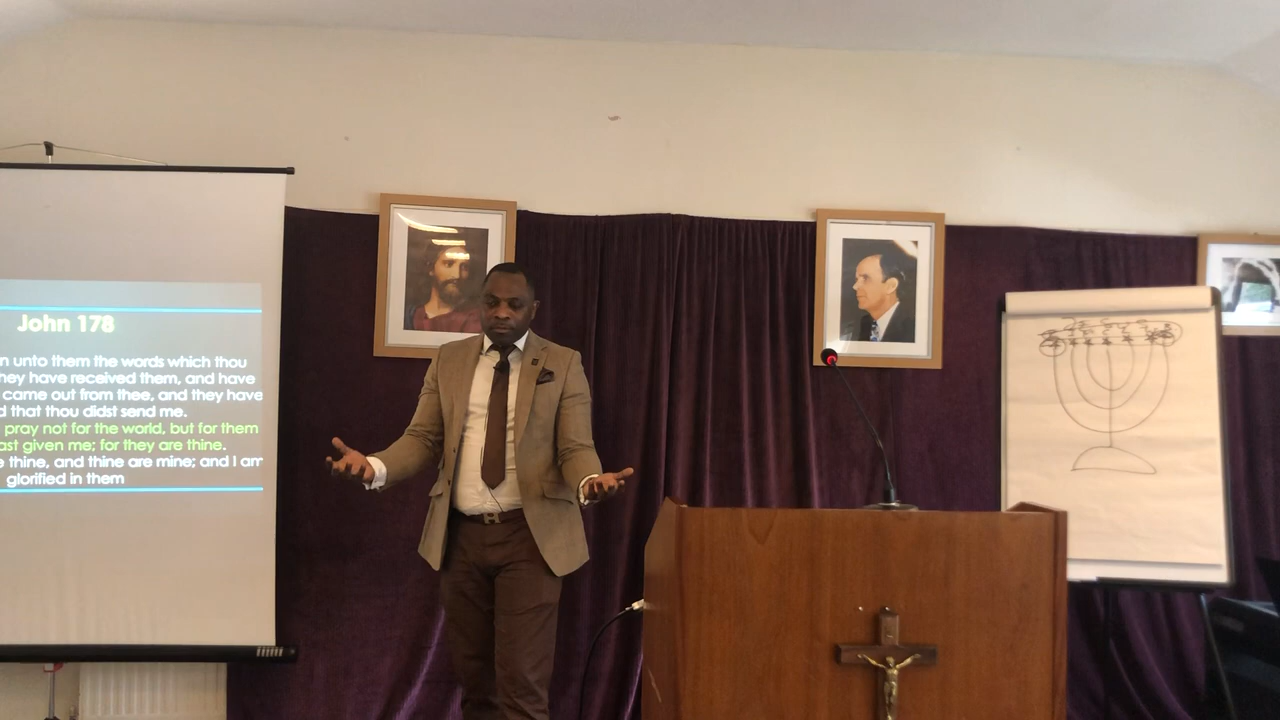 John 178
n unto them the words which thou
hey have received them, and have
came out from thee, and they have
d that thou didst send me.
pray not for the world, but for them
ast given me; for they are thine.
e thine, and thine are mine; and I am
glorified in them